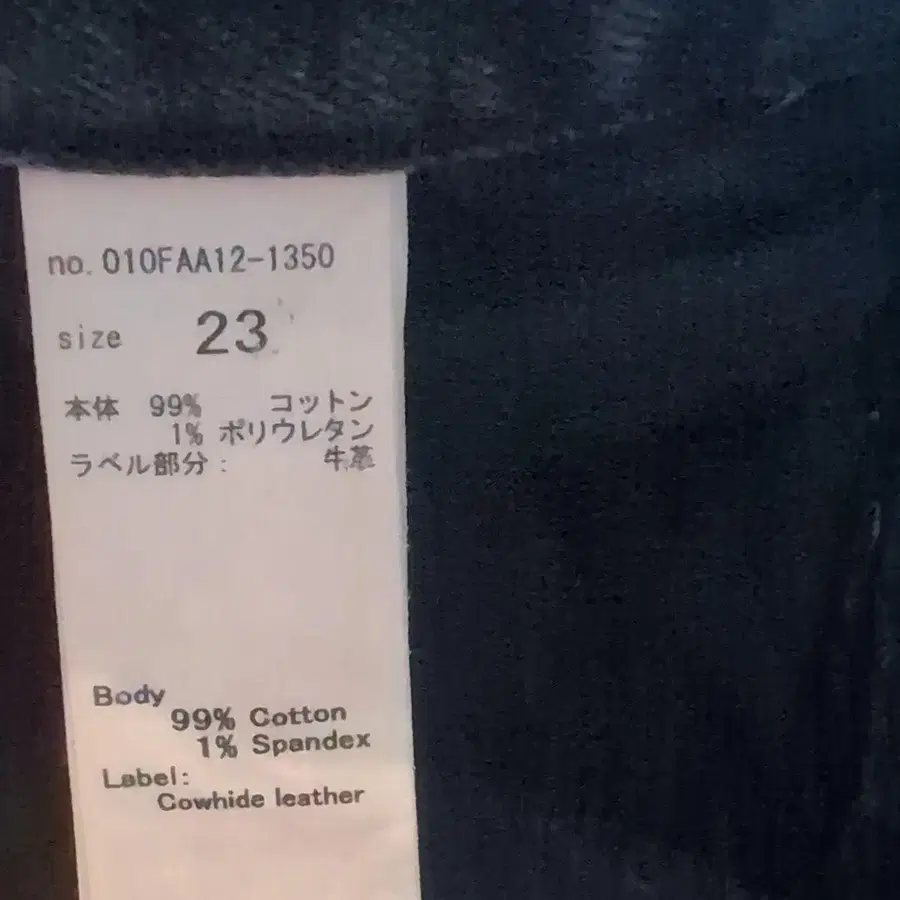 no. 010FAA12-1350
size 23
本体 99% コットン
1% ポリウレタン
ラベル部分: 牛革
Body
99% Cotton
1% Spandex
Label:
Cowhide leather